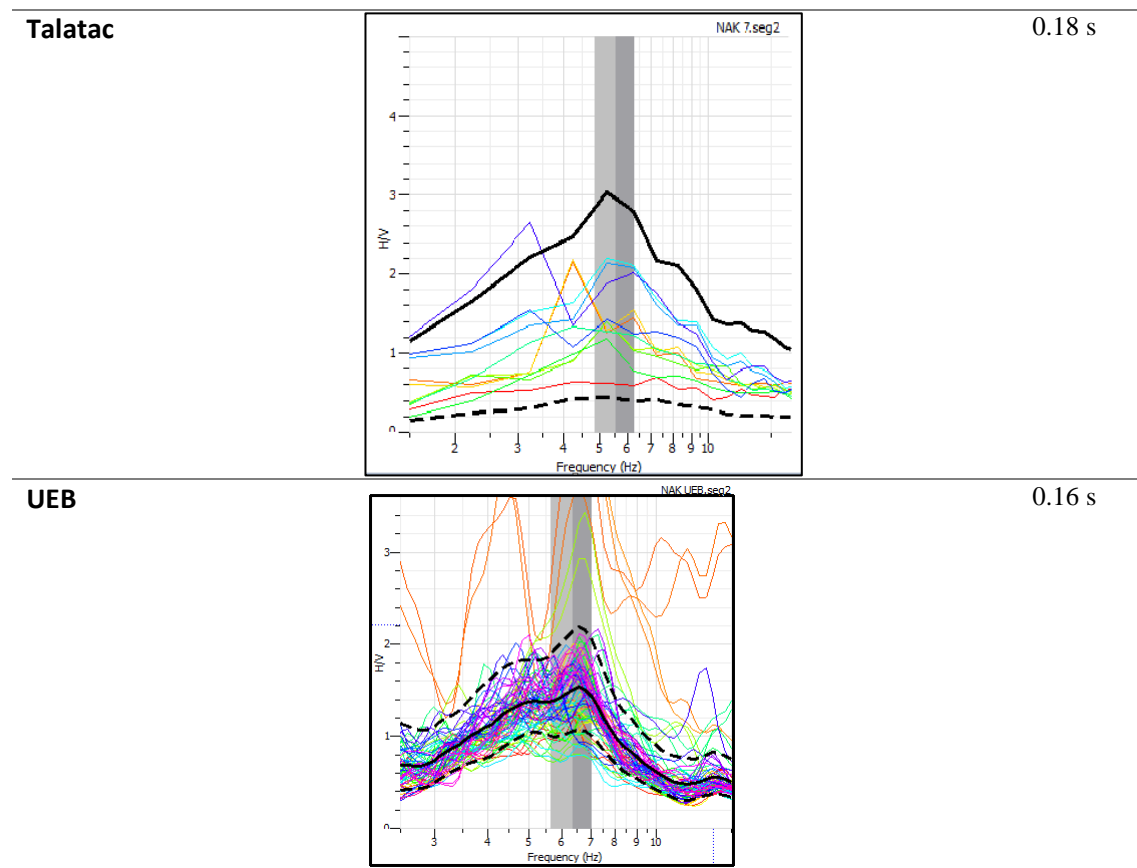 Talatac
NAK 7.seg2
0.18 s
4
3
2
1
0
H/V
2 3 4 5 6 7 8 9 10
Frequency (Hz)
UEB
NAK UEB.seg2
0.16 s
3
2
1
0
H/V
3 4 5 6 7 8 9 10
Frequency (Hz)